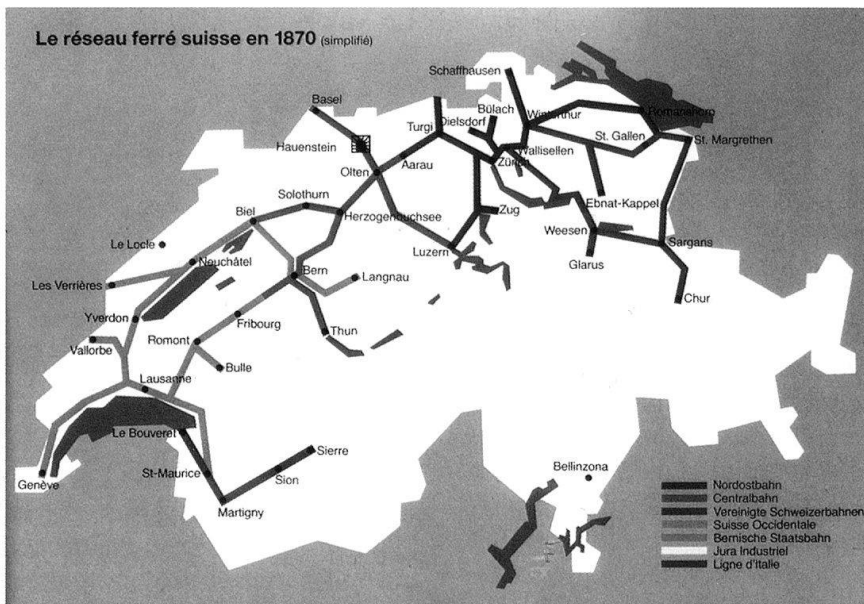 Le réseau ferré suisse en 1870 (simplifié)
Schaffhausen
Basel
Bülach
Winterthur
Romanshorn
Turgi
Dielsdorf
St. Gallen
St. Margrethen
Hauenstein
Wallisellen
Aarau
Zürich
Olten
Solothurn
Ebnat-Kappel
Biel
Herzogenbuchsee
Zug
Weesen
Le Locle
Sargans
Luzern
Neuchâtel
Glarus
Bern
Langnau
Les Verrières
Chur
Yverdon
Fribourg
Thun
Romont
Vallorbe
Bulle
Lausanne
Le Bouveret
Sierre
Genève
St-Maurice
Sion
Bellinzona
Martigny
Nordostbahn
Centralbahn
Vereinigte Schweizerbahnen
Suisse Occidentale
Bernische Staatsbahn
Jura Industriel
Ligne d'Italie